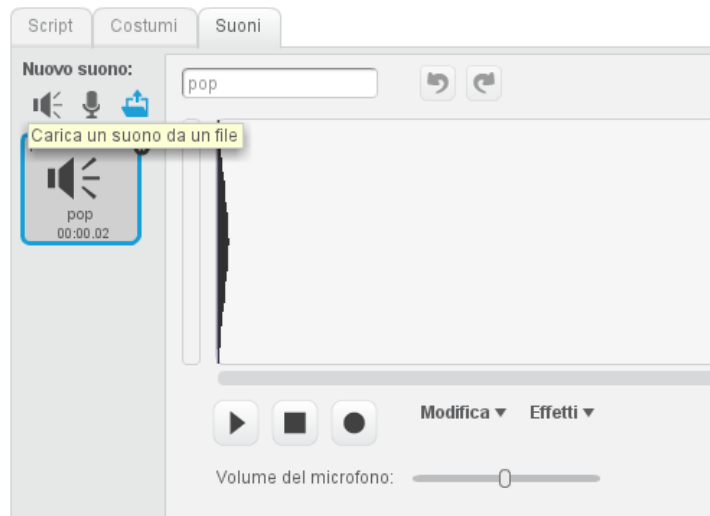 Script Costumi Suoni
Nuovo suono:
pop
Carica un suono da un file
pop
00:00.02
Modifica Effetti
Volume del microfono: